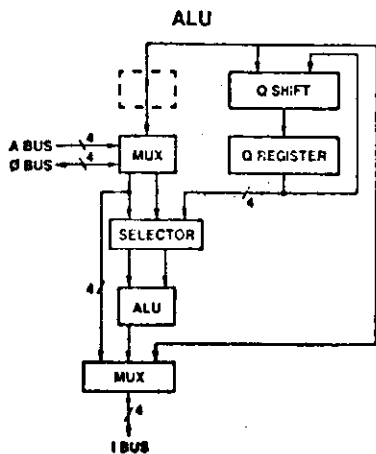 ALU
Q SHIFT
A BUS 4
Ø BUS 4
MUX
Q REGISTER
4
SELECTOR
4
ALU
MUX
4
I BUS